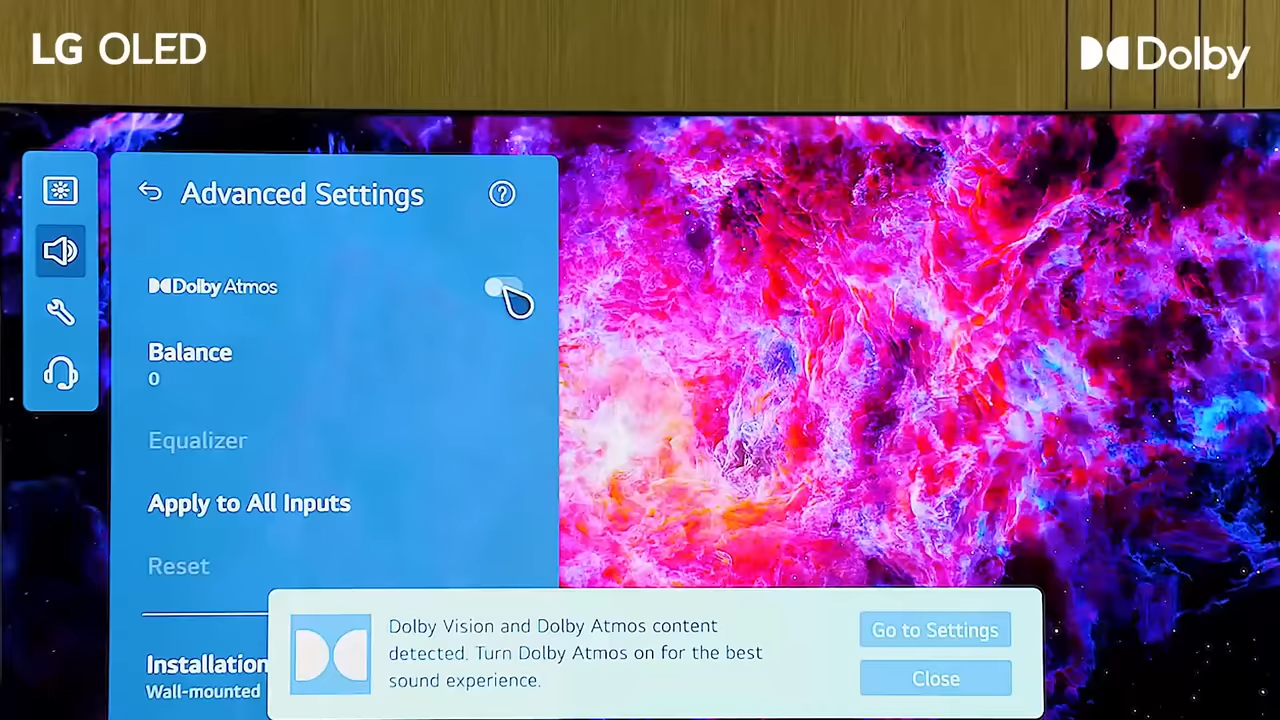 LG OLED
Dolby
Advanced Settings
?
Dolby Atmos
Balance
0
Equalizer
Apply to All Inputs
Reset
Installation
Wall-mounted
Dolby Vision and Dolby Atmos content
detected. Turn Dolby Atmos on for the best
sound experience.
Go to Settings
Close